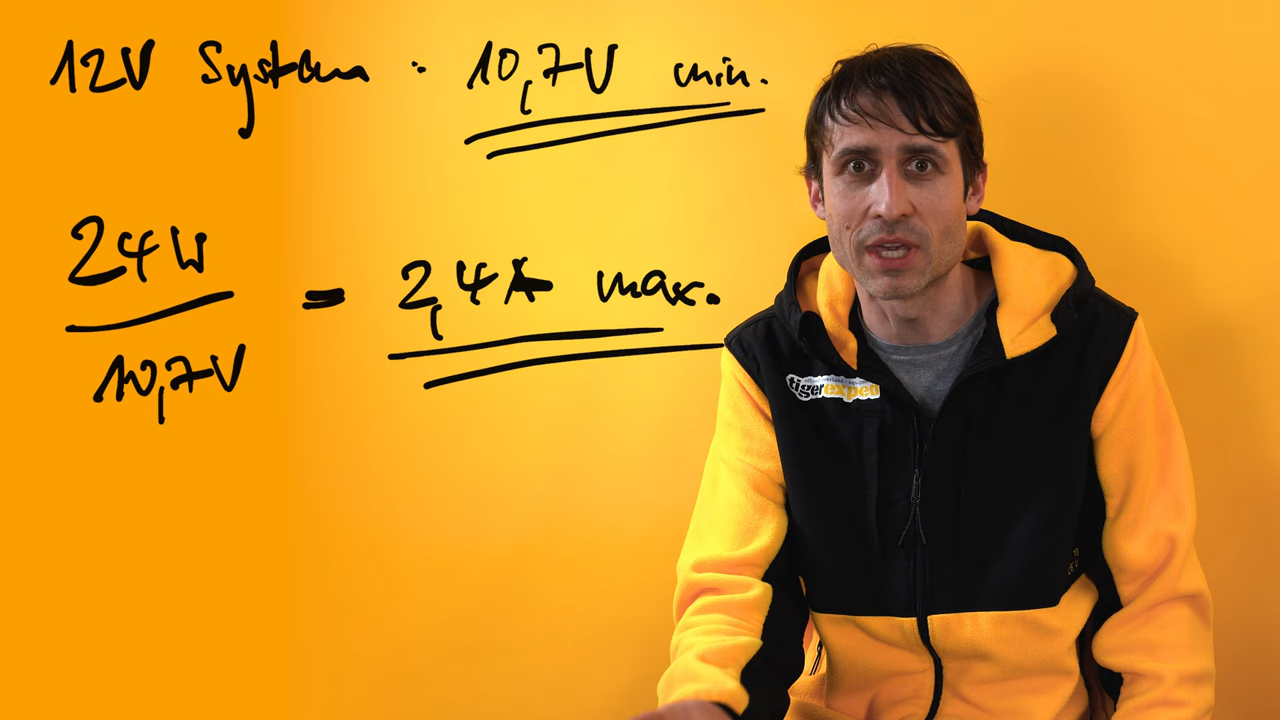 12V System : 10,7V min.
24W
10,7V
= 2,4A max.
tigerexped